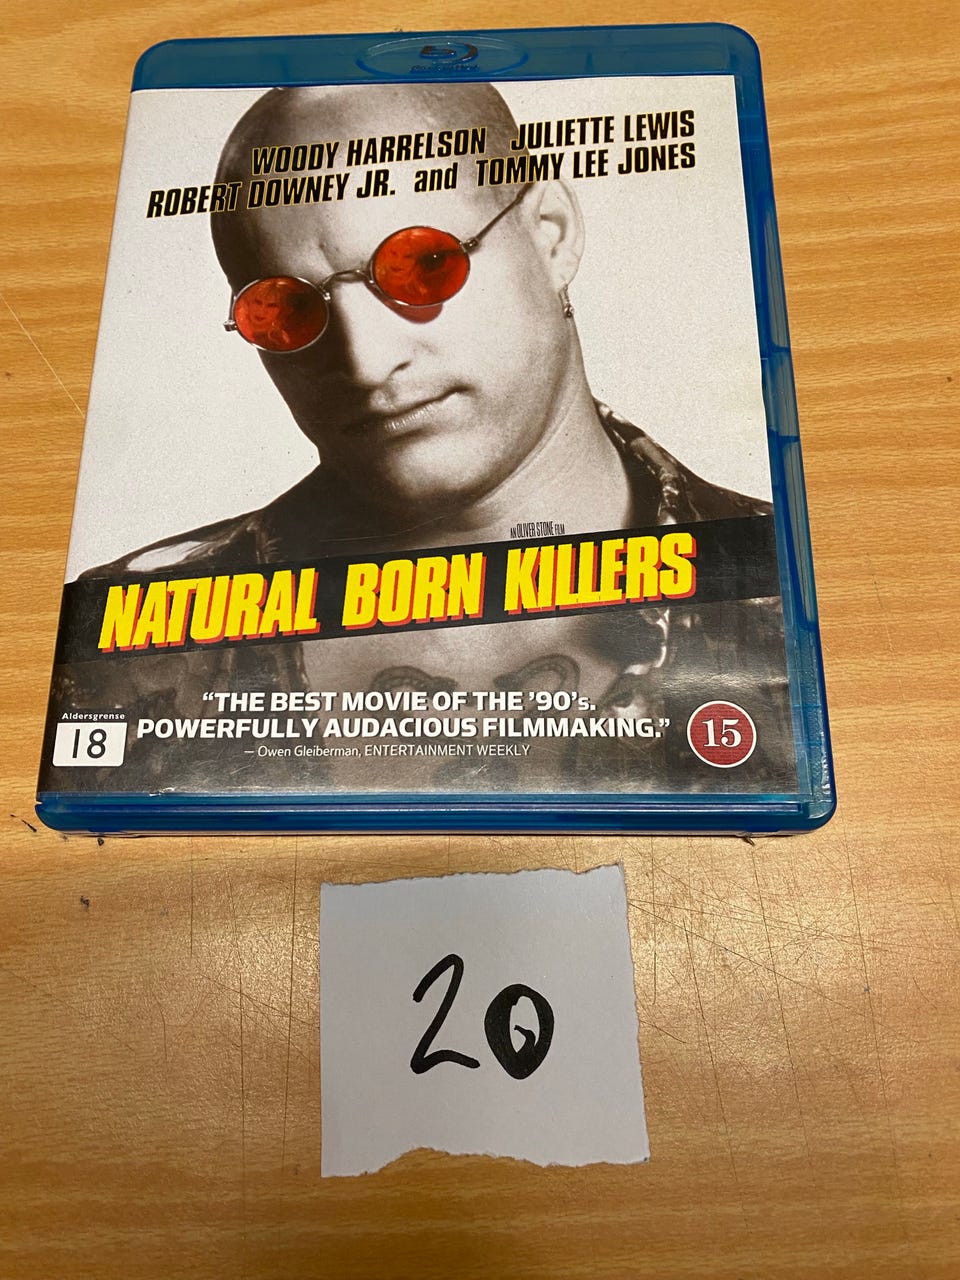 WOODY HARRELSON JULIETTE LEWIS
ROBERT DOWNEY JR. and TOMMY LEE JONES
AN OLIVER STONE FILM
NATURAL BORN KILLERS
“THE BEST MOVIE OF THE ’90’s.
POWERFULLY AUDACIOUS FILMMAKING.”
— Owen Gleiberman, ENTERTAINMENT WEEKLY
Aldersgrense
18
15
20